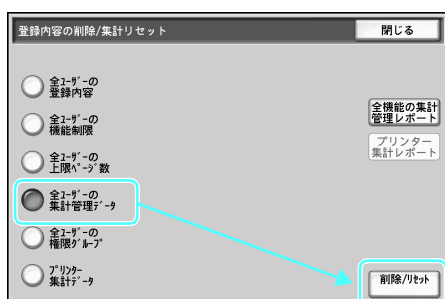 登録内容の削除/集計リセット
閉じる
全ﾕｰｻﾞｰの
登録内容
全ﾕｰｻﾞｰの
機能制限
全ﾕｰｻﾞｰの
上限ﾍﾟｰｼﾞ数
全ﾕｰｻﾞｰの
集計管理ﾃﾞｰﾀ
全ﾕｰｻﾞｰの
権限ｸﾞﾙｰﾌﾟ
ﾌﾟﾘﾝﾀｰ
集計ﾃﾞｰﾀ
全機能の集計
管理レポート
プリンター
集計レポート
削除/ﾘｾｯﾄ